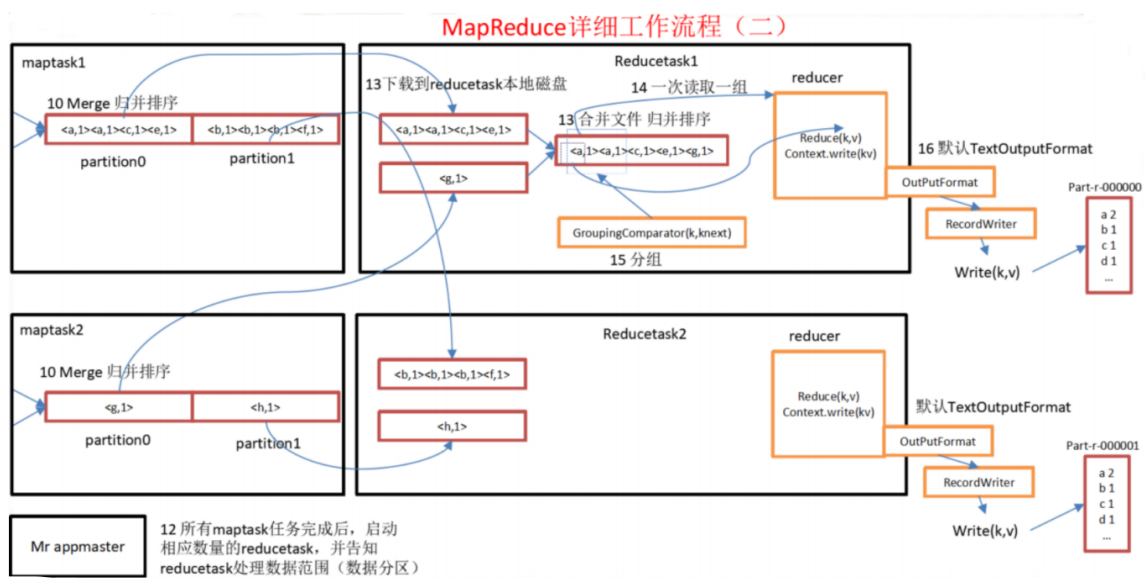 MapReduce详细工作流程（二）
maptask1
10 Merge 归并排序
<a,1><a,1><c,1><e,1>
<b,1><b,1><b,1><f,1>
partition0
partition1
Reducetask1
13下载到reducetask本地磁盘
14 一次读取一组
reducer
<a,1><a,1><c,1><e,1>
13 合并文件 归并排序
<a,1><a,1><c,1><e,1><g,1>
<g,1>
Reduce(k,v)
Context.write(kv)
GroupingComparator(k,knext)
15 分组
16 默认TextOutputFormat
OutPutFormat
RecordWriter
Write(k,v)
Part-r-000000
a 2
b 1
c 1
d 1
...
maptask2
10 Merge 归并排序
<g,1>
<h,1>
partition0
partition1
Reducetask2
reducer
<b,1><b,1><b,1><f,1>
<h,1>
Reduce(k,v)
Context.write(kv)
默认TextOutputFormat
OutPutFormat
RecordWriter
Write(k,v)
Part-r-000001
a 2
b 1
c 1
d 1
...
Mr appmaster
12 所有maptask任务完成后，启动
相应数量的reducetask，并告知
reducetask处理数据范围（数据分区）